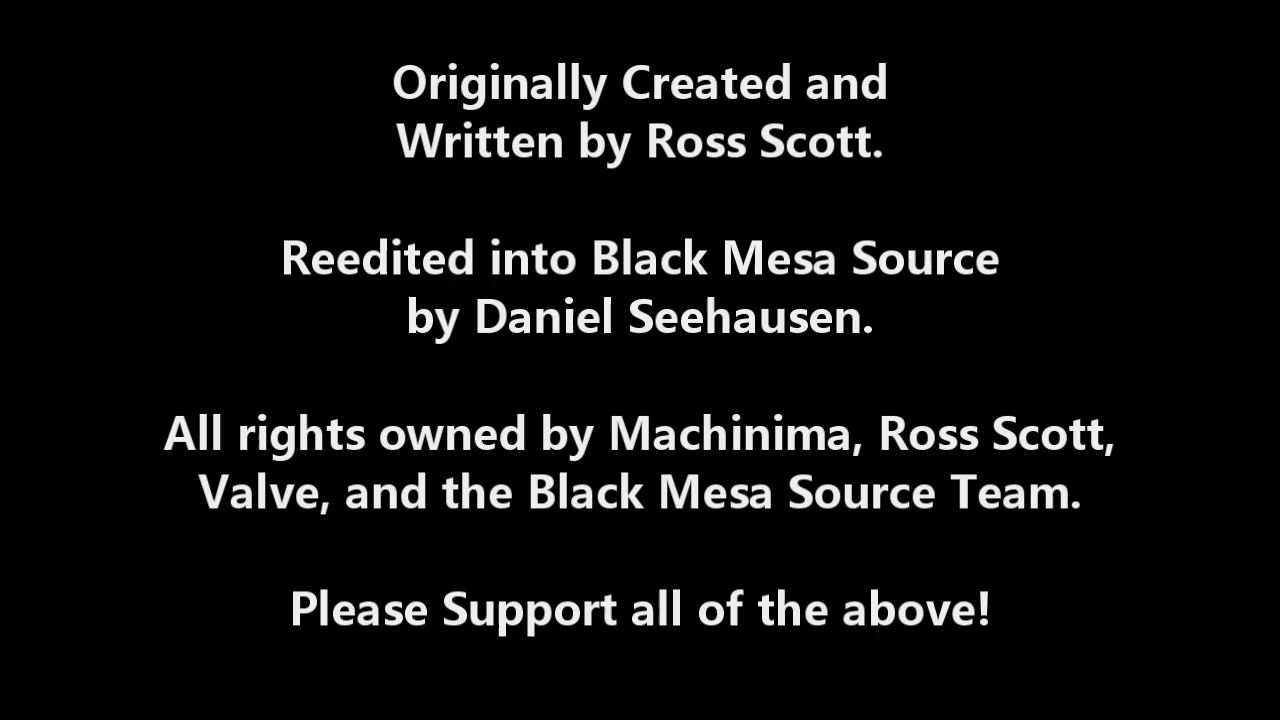 Originally Created and
Written by Ross Scott.
Reedited into Black Mesa Source
by Daniel Seehausen.
All rights owned by Machinima, Ross Scott,
Valve, and the Black Mesa Source Team.
Please Support all of the above!